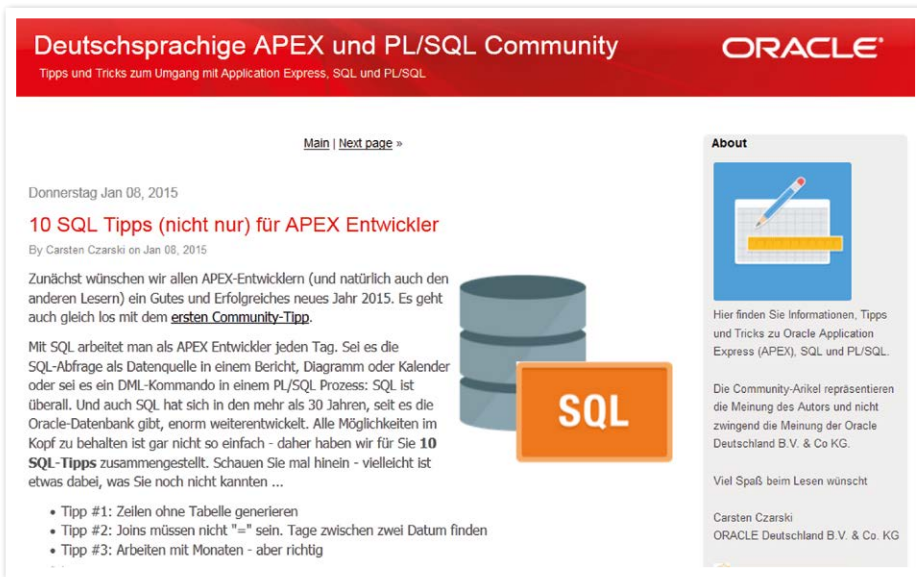 Deutschsprachige APEX und PL/SQL Community
Tipps und Tricks zum Umgang mit Application Express, SQL und PL/SQL
ORACLE
Main | Next page »
Donnerstag Jan 08, 2015
10 SQL Tipps (nicht nur) für APEX Entwickler
By Carsten Czarski on Jan 08, 2015
Zunächst wünschen wir allen APEX-Entwicklern (und natürlich auch den
anderen Lesern) ein Gutes und Erfolgreiches neues Jahr 2015. Es geht
auch gleich los mit dem ersten Community-Tipp.
Mit SQL arbeitet man als APEX Entwickler jeden Tag. Sei es die
SQL-Abfrage als Datenquelle in einem Bericht, Diagramm oder Kalender
oder sei es ein DML-Kommando in einem PL/SQL Prozess: SQL ist
überall. Und auch SQL hat sich in den mehr als 30 Jahren, seit es die
Oracle-Datenbank gibt, enorm weiterentwickelt. Alle Möglichkeiten im
Kopf zu behalten ist gar nicht so einfach - daher haben wir für Sie 10
SQL-Tipps zusammengestellt. Schauen Sie mal hinein - vielleicht ist
etwas dabei, was Sie noch nicht kannten ...
• Tipp #1: Zeilen ohne Tabelle generieren
• Tipp #2: Joins müssen nicht "=" sein. Tage zwischen zwei Datum finden
• Tipp #3: Arbeiten mit Monaten - aber richtig
SQL
About
Hier finden Sie Informationen, Tipps
und Tricks zu Oracle Application
Express (APEX), SQL und PL/SQL.
Die Community-Arikel repräsentieren
die Meinung des Autors und nicht
zwingend die Meinung der Oracle
Deutschland B.V. & Co KG.
Viel Spaß beim Lesen wünscht
Carsten Czarski
ORACLE Deutschland B.V. & Co. KG